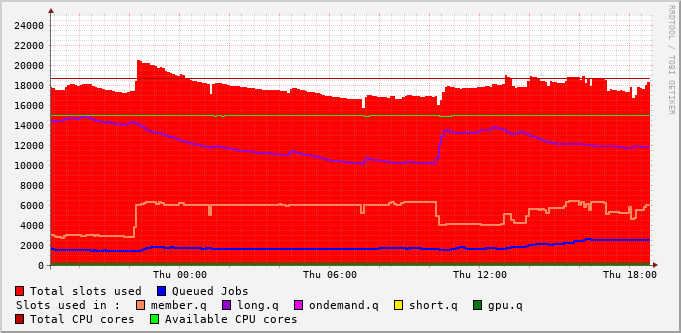 24000
22000
20000
18000
16000
14000
12000
10000
8000
6000
4000
2000
0
Thu 00:00 Thu 06:00 Thu 12:00 Thu 18:00
Total slots used Queued Jobs
Slots used in : member.q long.q ondemand.q short.q gpu.q
Total CPU cores Available CPU cores
RRDTOOL / TOBI OETIKER